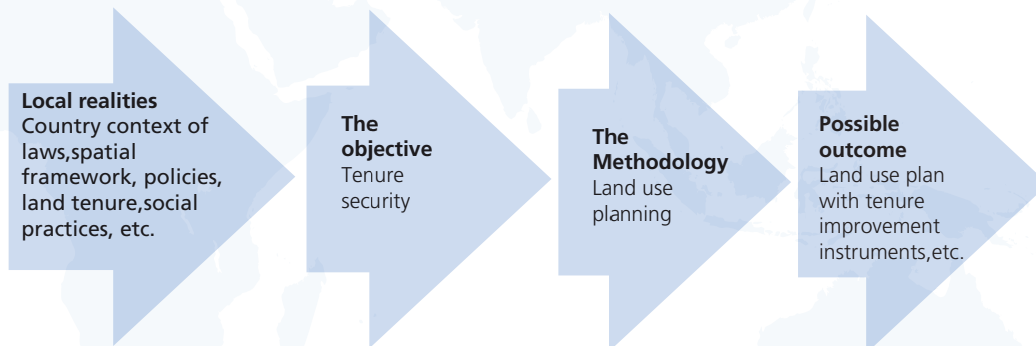 Local realities
Country context of
laws,spatial
framework, policies,
land tenure,social
practices, etc.
The
objective
Tenure
security
The
Methodology
Land use
planning
Possible
outcome
Land use plan
with tenure
improvement
instruments,etc.